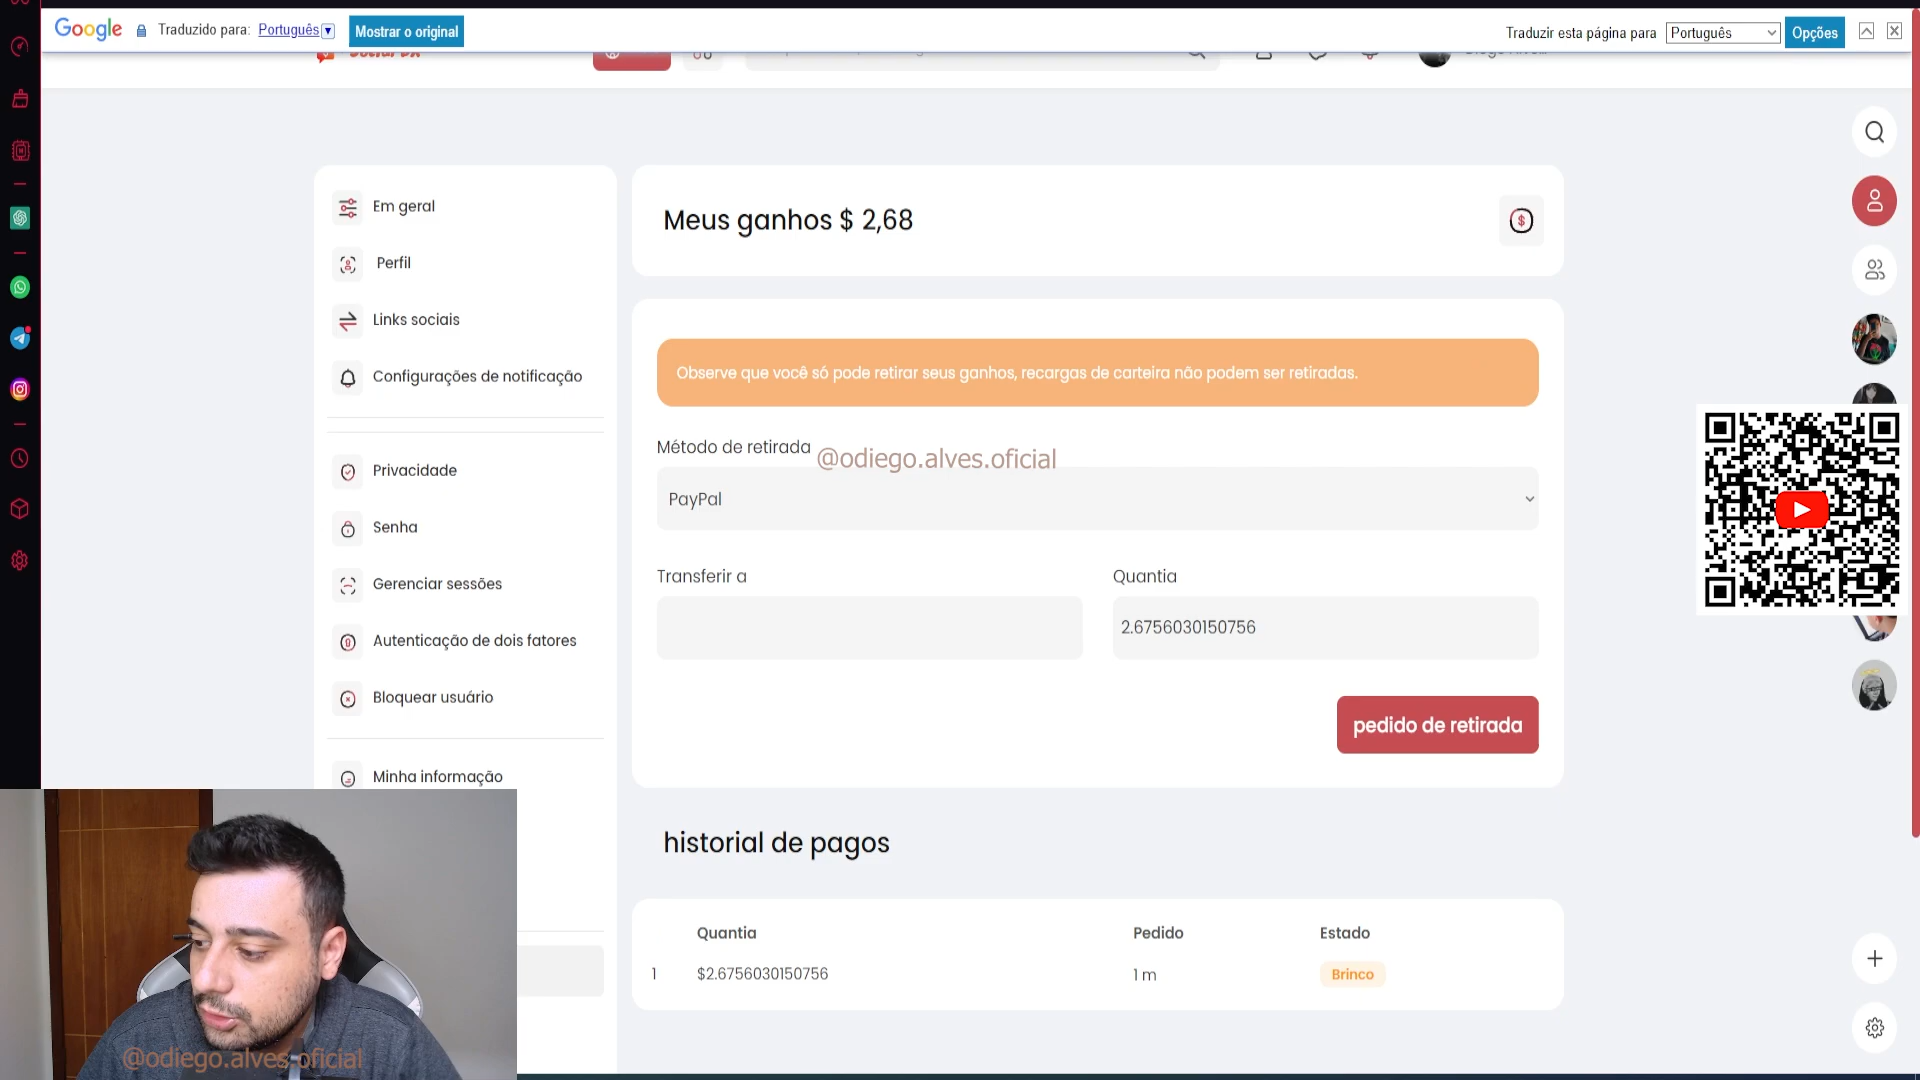 Google
Traduzido para: Português
Mostrar o original
Traduzir esta página para
Português
Opções
Em geral
Perfil
Links sociais
Configurações de notificação
Privacidade
Senha
Gerenciar sessões
Autenticação de dois fatores
Bloquear usuário
Minha informação
Meus ganhos $ 2,68
Observe que você só pode retirar seus ganhos, recargas de carteira não podem ser retiradas.
Método de retirada
@odiego.alves.oficial
PayPal
Transferir a
Quantia
2.6756030150756
pedido de retirada
historial de pagos
Quantia Pedido Estado
1 $2.6756030150756 1 m Brinco
@odiego.alves.oficial